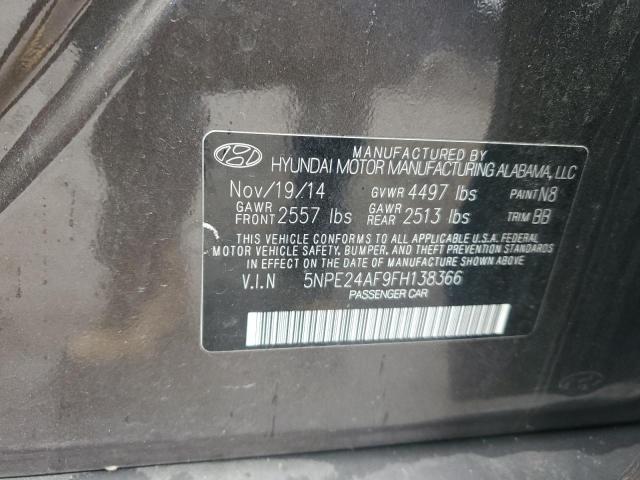 MANUFACTURED BY
HYUNDAI MOTOR MANUFACTURING ALABAMA, LLC
Nov/19/14 GVWR 4497 lbs PAINT N8
GAWR FRONT 2557 lbs GAWR REAR 2513 lbs TRIM BB
THIS VEHICLE CONFORMS TO ALL APPLICABLE U.S.A. FEDERAL
MOTOR VEHICLE SAFETY, BUMPER, AND THEFT PREVENTION STANDARDS
IN EFFECT ON THE DATE OF MANUFACTURE SHOWN ABOVE.
V.I.N 5NPE24AF9FH138366
PASSENGER CAR